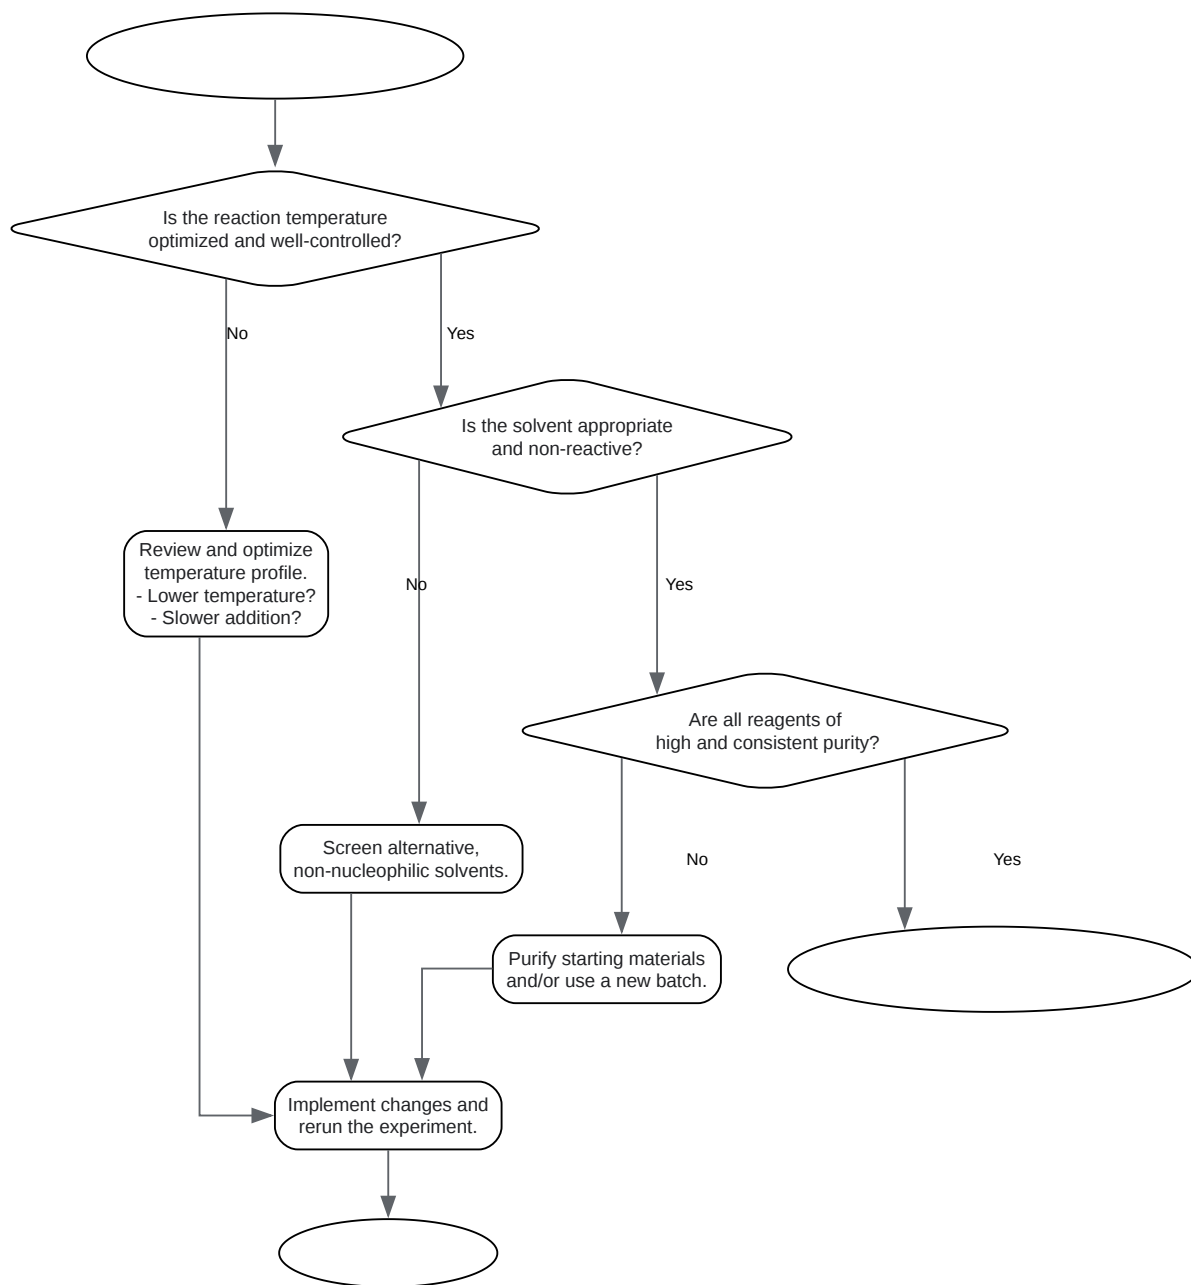 Is the reaction temperature
optimized and well-controlled?
No
Yes
Is the solvent appropriate
and non-reactive?
Review and optimize
temperature profile.
- Lower temperature?
- Slower addition?
No
Yes
Are all reagents of
high and consistent purity?
Screen alternative,
non-nucleophilic solvents.
No
Yes
Purify starting materials
and/or use a new batch.
Implement changes and
rerun the experiment.